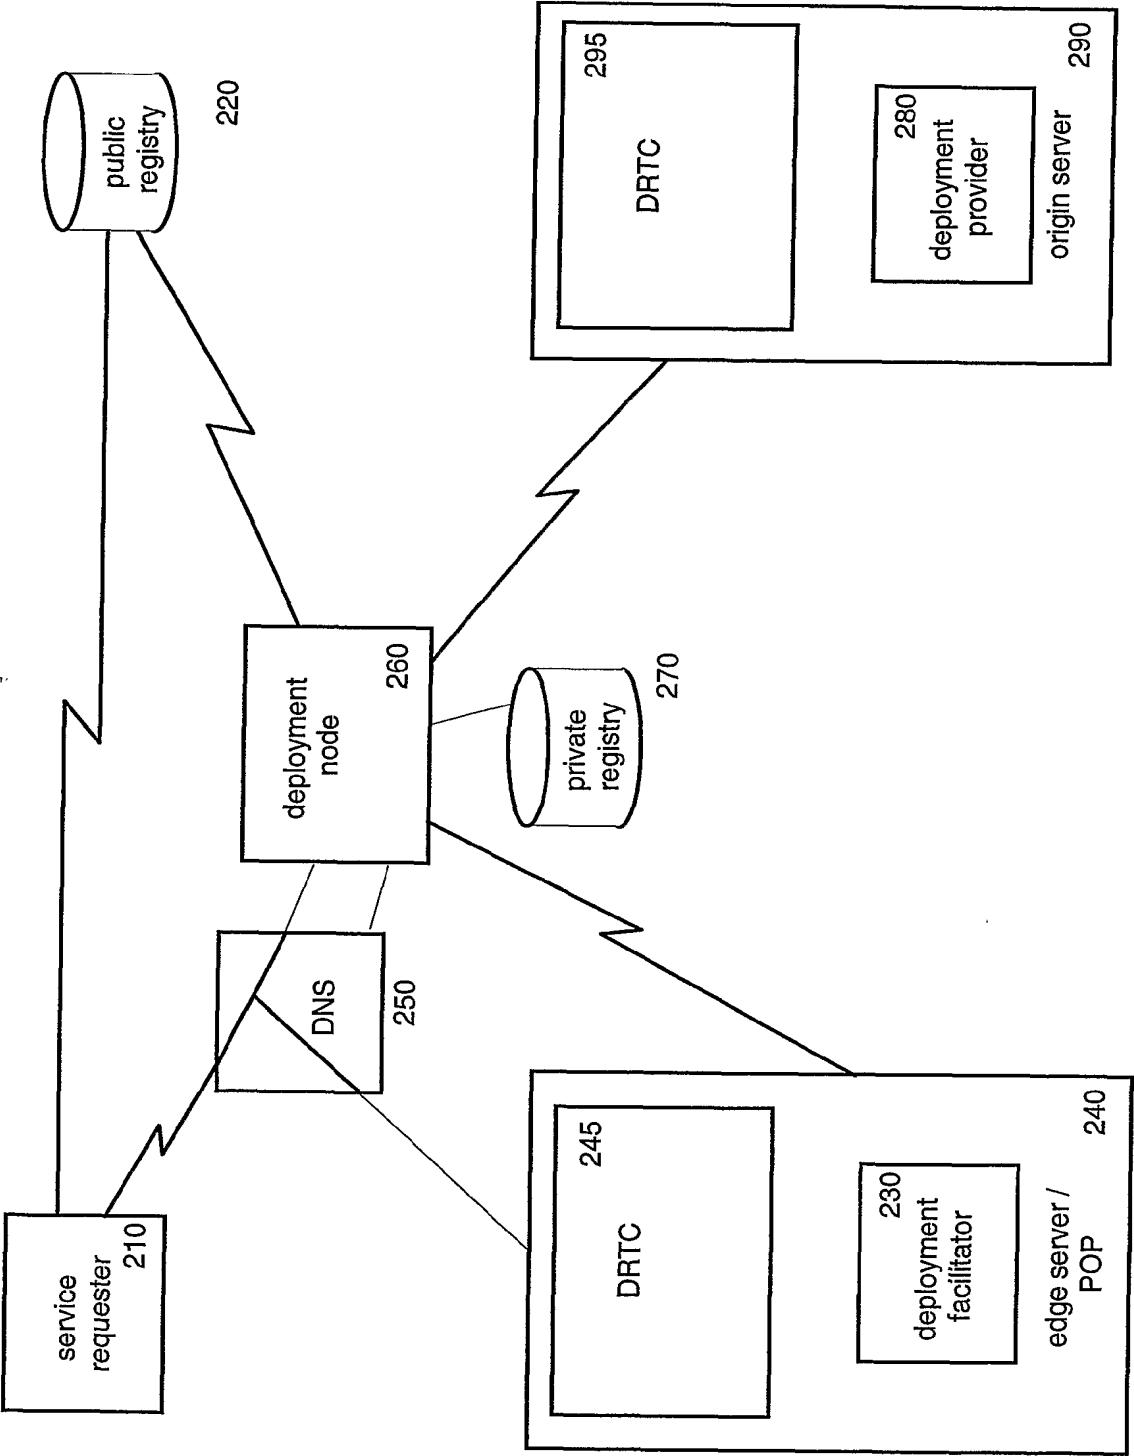 service
requester
210
public
registry
220
DNS
250
deployment
node
260
private
registry
270
DRTC
245
deployment
facilitator
230
edge server /
POP
240
DRTC
295
deployment
provider
280
origin server
290